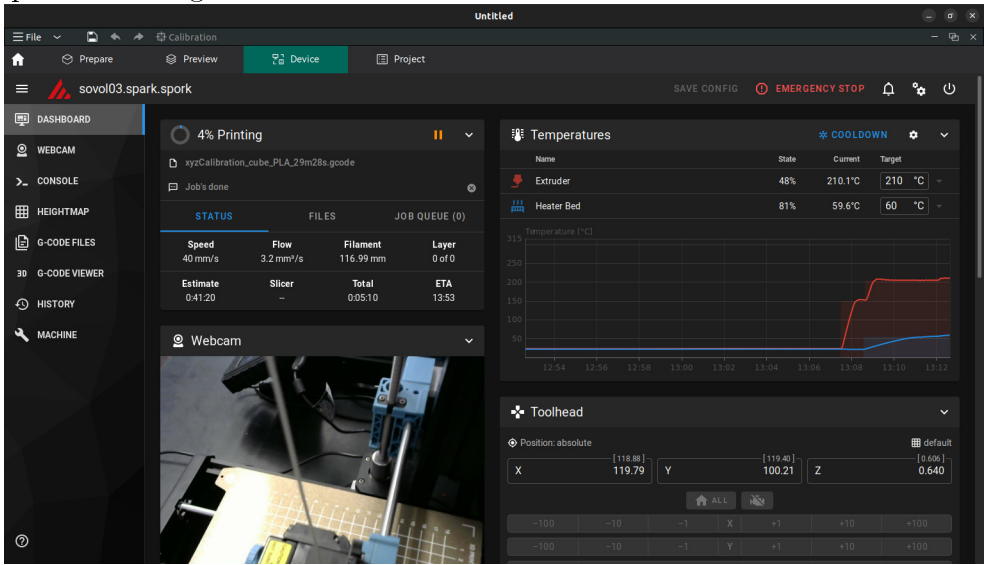 Untitled
File
Calibration
Prepare
Preview
Device
Project
sovol03.spark.spork
SAVE CONFIG
EMERGENCY STOP
DASHBOARD
WEBCAM
CONSOLE
HEIGHTMAP
G-CODE FILES
3D G-CODE VIEWER
HISTORY
MACHINE
4% Printing
xyzCalibration_cube_PLA_29m28s.gcode
Job's done
STATUS FILES JOB QUEUE (0)
Speed Flow Filament Layer
40 mm/s 3.2 mm³/s 116.99 mm 0 of 0
Estimate Slicer Total ETA
0:41:20 -- 0:05:10 13:53
Webcam
Temperatures
COOLDOWN
Name State Current Target
Extruder 48% 210.1°C 210 °C
Heater Bed 81% 59.6°C 60 °C
Temperature [°C]
315
250
200
150
100
50
12:54 12:56 12:58 13:00 13:02 13:04 13:06 13:08 13:10 13:12
Toolhead
Position: absolute
default
[118.88] [119.40] [0.606]
X 119.79 Y 100.21 Z 0.640
ALL
-100 -10 -1 X +1 +10 +100
-100 -10 -1 Y +1 +10 +100